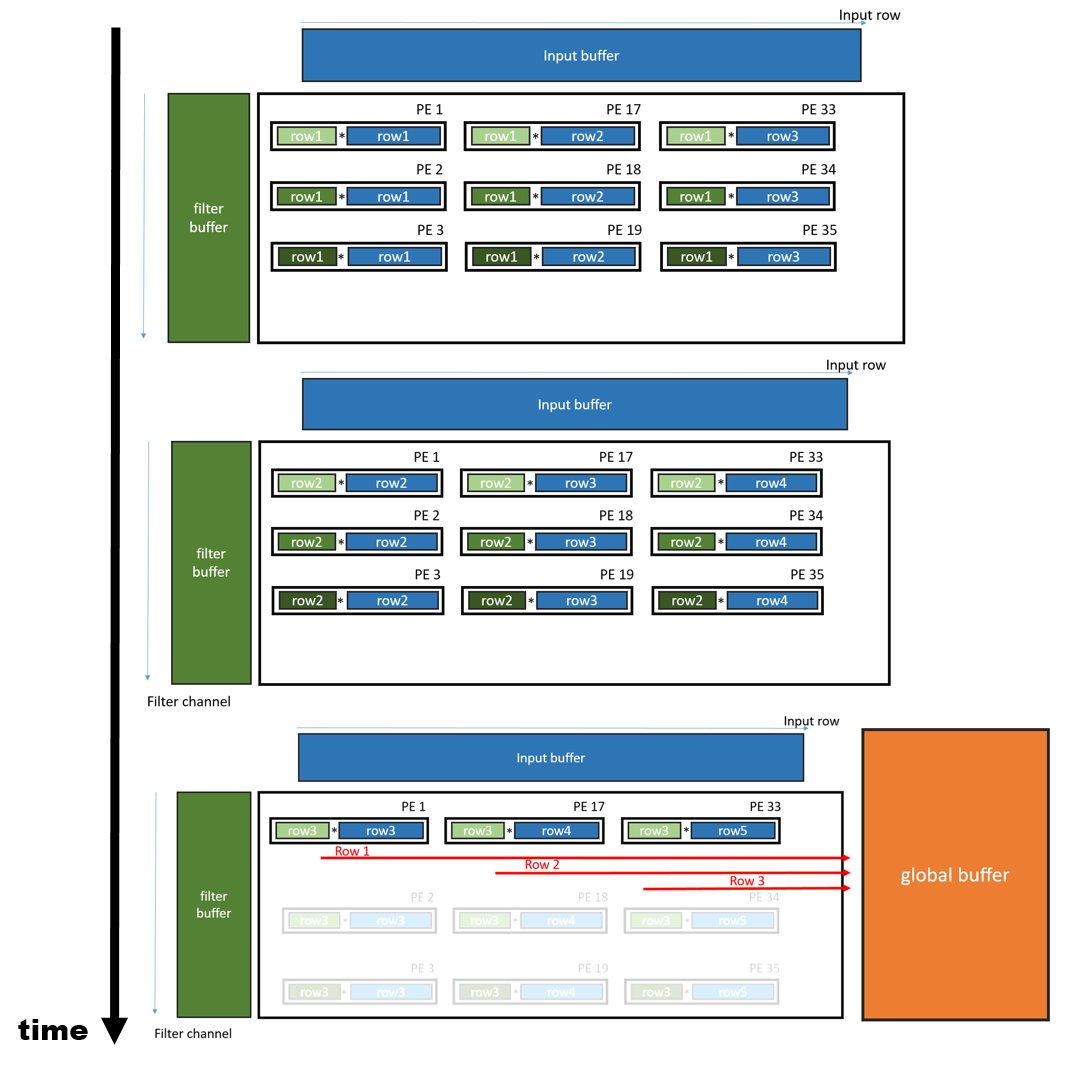 Input row
Input buffer
PE 1 PE 17 PE 33
row1 * row1 row1 * row2 row1 * row3
PE 2 PE 18 PE 34
row1 * row1 row1 * row2 row1 * row3
filter
buffer
PE 3 PE 19 PE 35
row1 * row1 row1 * row2 row1 * row3
Input row
Input buffer
PE 1 PE 17 PE 33
row2 * row2 row2 * row3 row2 * row4
PE 2 PE 18 PE 34
row2 * row2 row2 * row3 row2 * row4
filter
buffer
PE 3 PE 19 PE 35
row2 * row2 row2 * row3 row2 * row4
Filter channel
Input row
Input buffer
PE 1 PE 17 PE 33
row3 * row3 row3 * row4 row3 * row5
Row 1
Row 2
Row 3
global buffer
filter
buffer
PE 2 PE 18 PE 34
row3 * row3 row3 * row4 row3 * row5
PE 3 PE 19 PE 35
row3 * row3 row3 * row4 row3 * row5
Filter channel
time